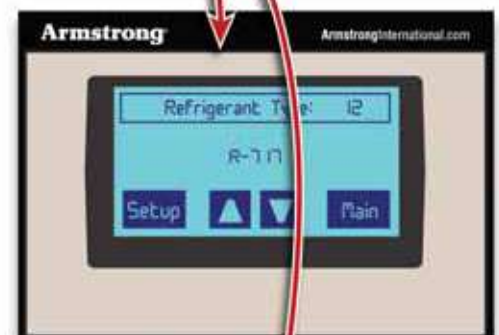 Armstrong ArmstrongInternational.com
Refrigerant Type: 12
R-717
Setup Main